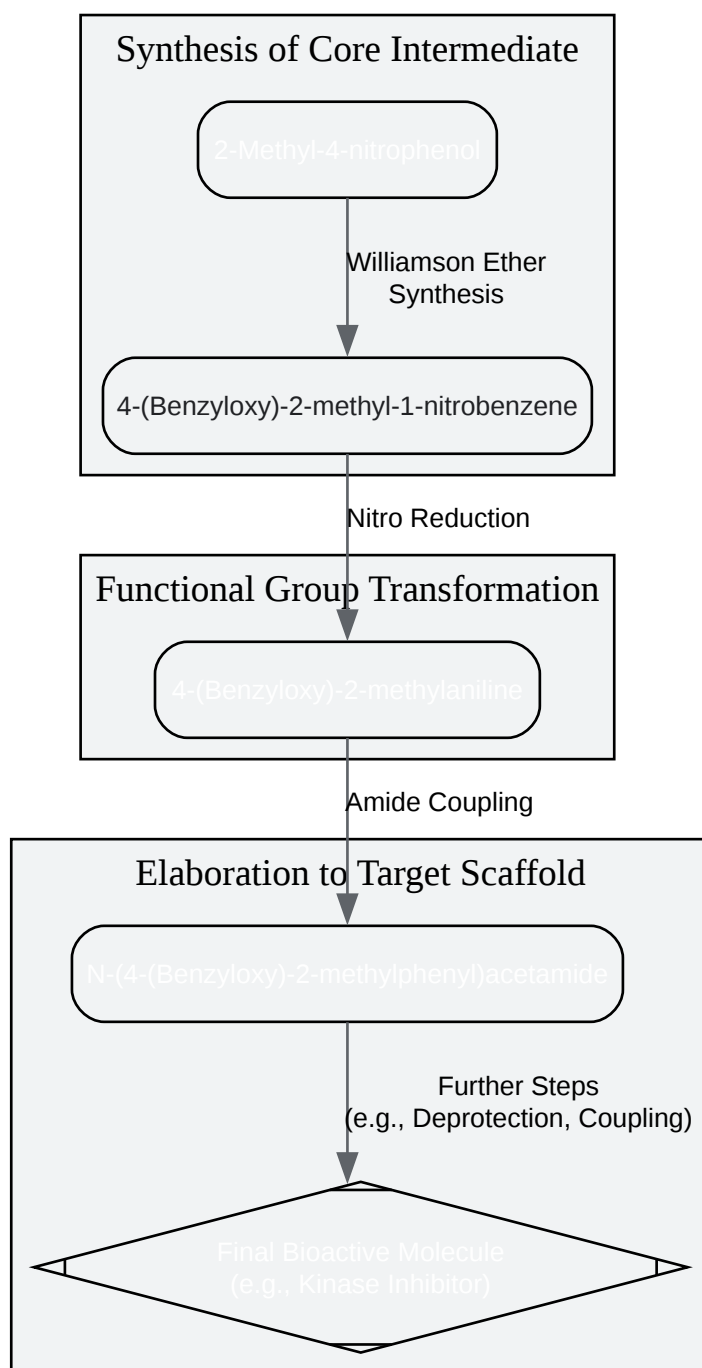 Synthesis of Core Intermediate
2-Methyl-4-nitrophenol
Williamson Ether
Synthesis
4-(Benzyloxy)-2-methyl-1-nitrobenzene
Nitro Reduction
Functional Group Transformation
4-(Benzyloxy)-2-methylaniline
Amide Coupling
Elaboration to Target Scaffold
N-(4-(Benzyloxy)-2-methylphenyl)acetamide
Further Steps
(e.g., Deprotection, Coupling)
Final Bioactive Molecule
(e.g., Kinase Inhibitor)